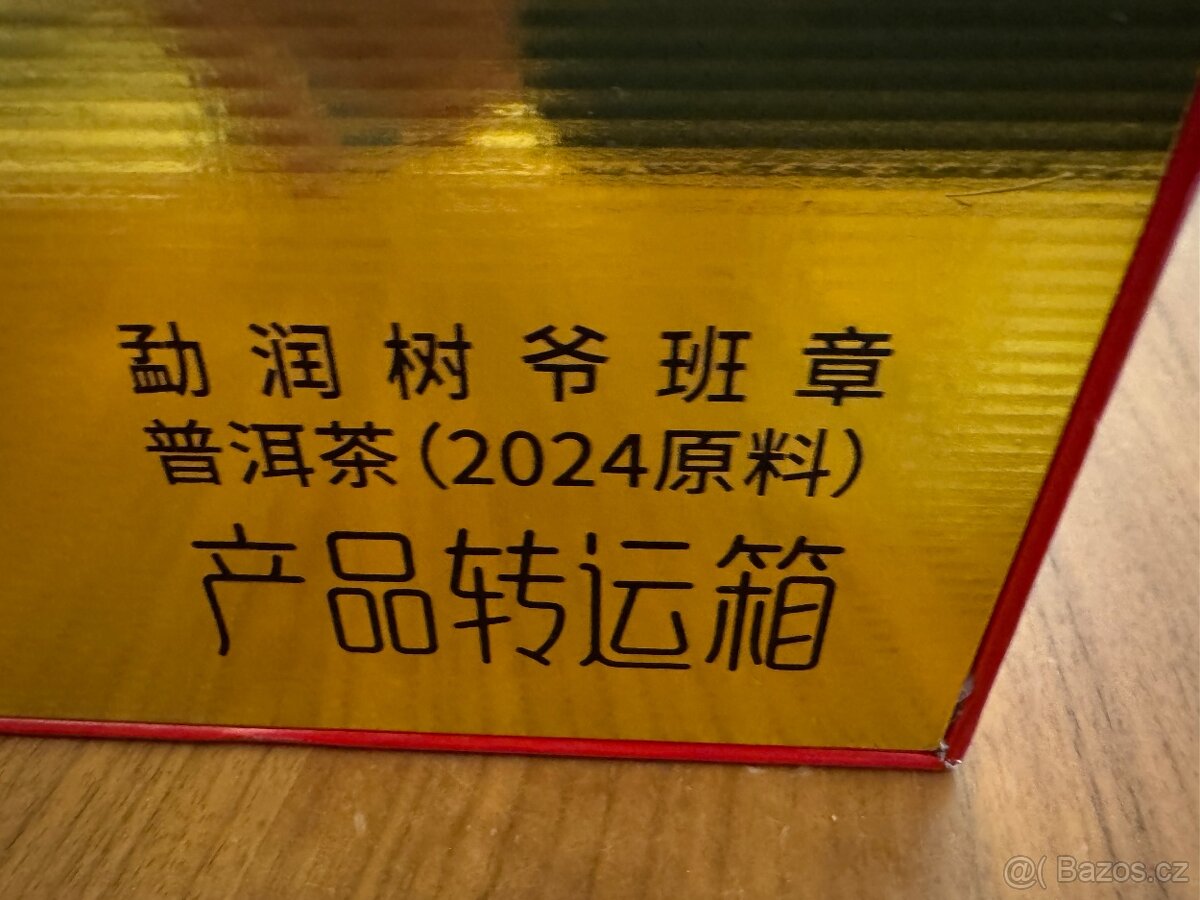 勐润树爷班章
普洱茶(2024原料)
产品转运箱
@( Bazos.cz